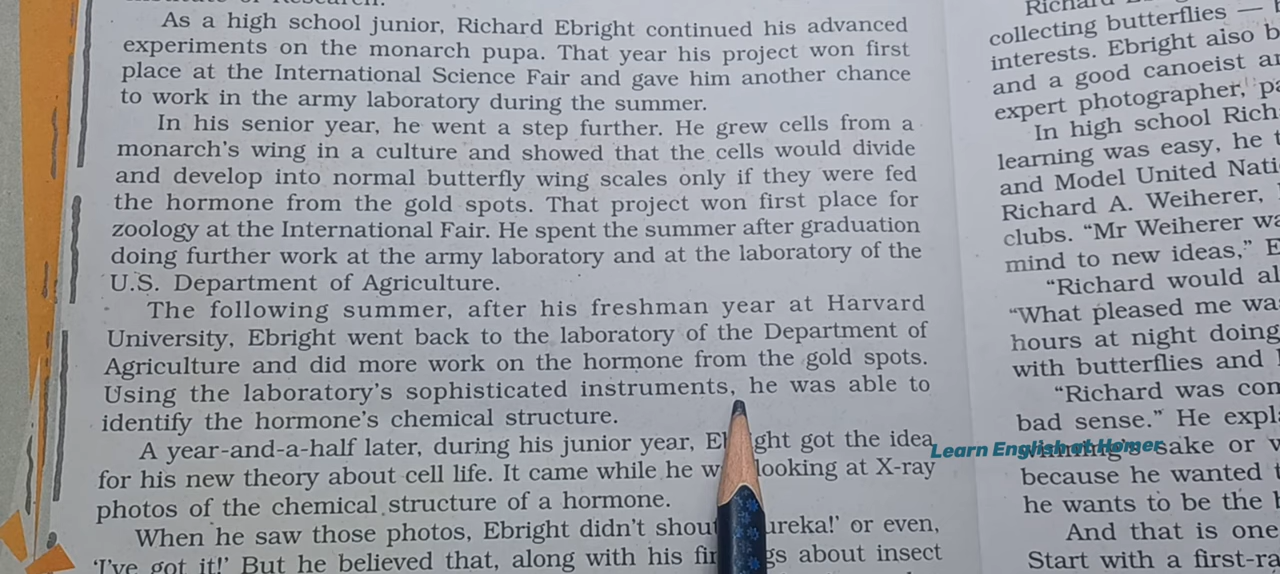 As a high school junior, Richard Ebright continued his advanced
experiments on the monarch pupa. That year his project won first
place at the International Science Fair and gave him another chance
to work in the army laboratory during the summer.
In his senior year, he went a step further. He grew cells from a
monarch's wing in a culture and showed that the cells would divide
and develop into normal butterfly wing scales only if they were fed
the hormone from the gold spots. That project won first place for
zoology at the International Fair. He spent the summer after graduation
doing further work at the army laboratory and at the laboratory of the
U.S. Department of Agriculture.
The following summer, after his freshman year at Harvard
University, Ebright went back to the laboratory of the Department of
Agriculture and did more work on the hormone from the gold spots.
Using the laboratory's sophisticated instruments, he was able to
identify the hormone's chemical structure.
A year-and-a-half later, during his junior year, got the idea
for his new theory about cell life. It came while he looking at X-ray
photos of the chemical structure of a hormone.
When he saw those photos, Ebright didn't or even,
'I've got it!' But he believed that, along with his about insect
Richard
collecting butterflies —
interests. Ebright also
and a good canoeist
expert photographer,
In high school
learning was easy, he
and Model United
Richard A. Weiherer,
clubs. "Mr Weiherer
mind to new ideas,"
"Richard would
"What pleased me
hours at night doing
with butterflies and
"Richard was
bad sense." He
sake or
because he wanted
he wants to be the
And that is one
Start with a
Learn English at Homer